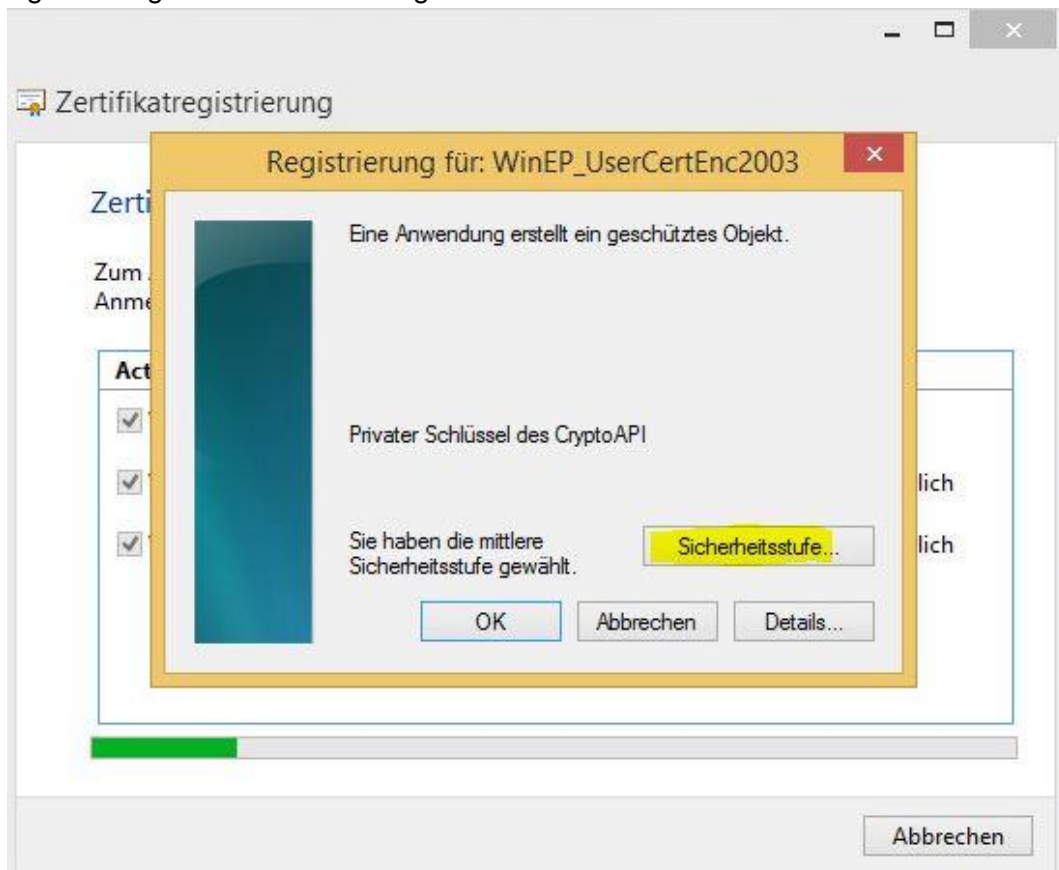 Zertifikatregistrierung
Registrierung für: WinEP_UserCertEnc2003
Zerti
Eine Anwendung erstellt ein geschütztes Objekt.
Zum
Anme
Act
Privater Schlüssel des CryptoAPI
lich
Sie haben die mittlere
Sicherheitsstufe gewählt.
Sicherheitsstufe...
lich
OK
Abbrechen
Details...
Abbrechen